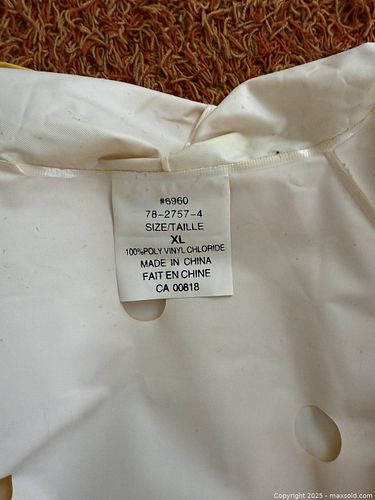 #6960
78-2757-4
SIZE/TAILLE
XL
100%POLY VINYL CHLORIDE
MADE IN CHINA
FAIT EN CHINE
CA 00818
Copyright 2025 - maxsold.com